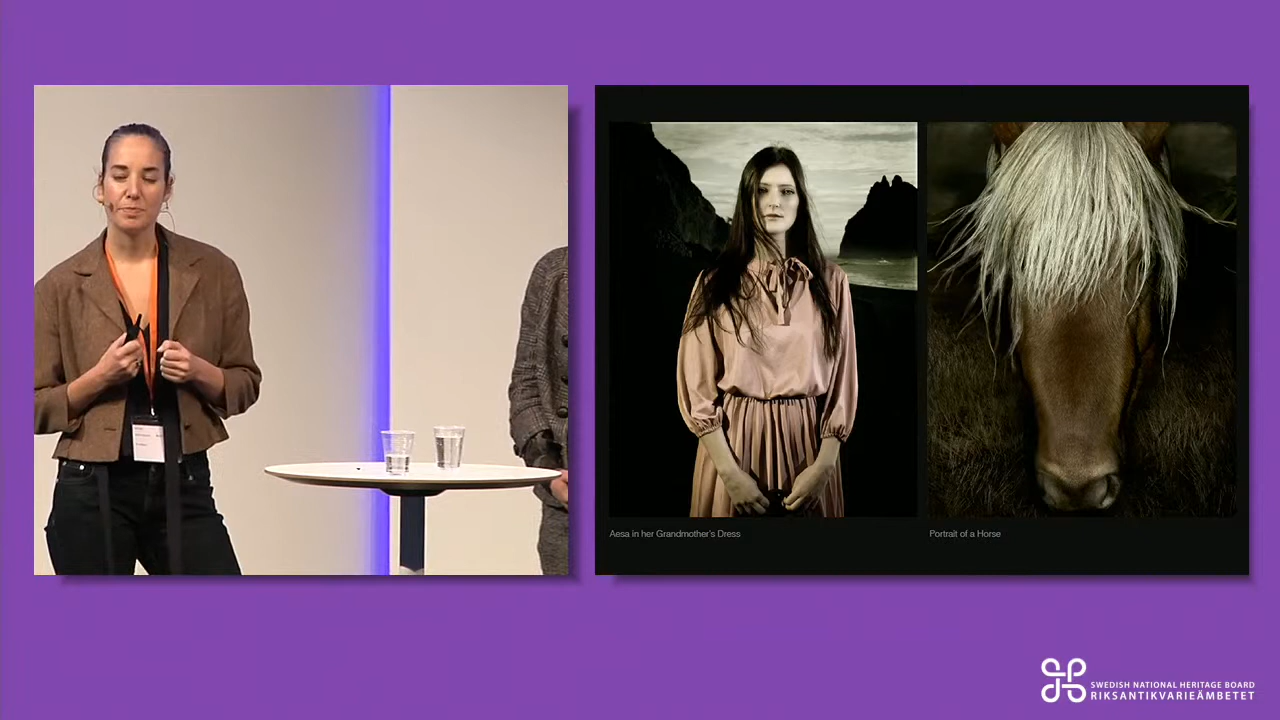 Aesa in her Grandmother's Dress
Portrait of a Horse
SWEDISH NATIONAL HERITAGE BOARD
RIKSANTIKVARIEÄMBETET